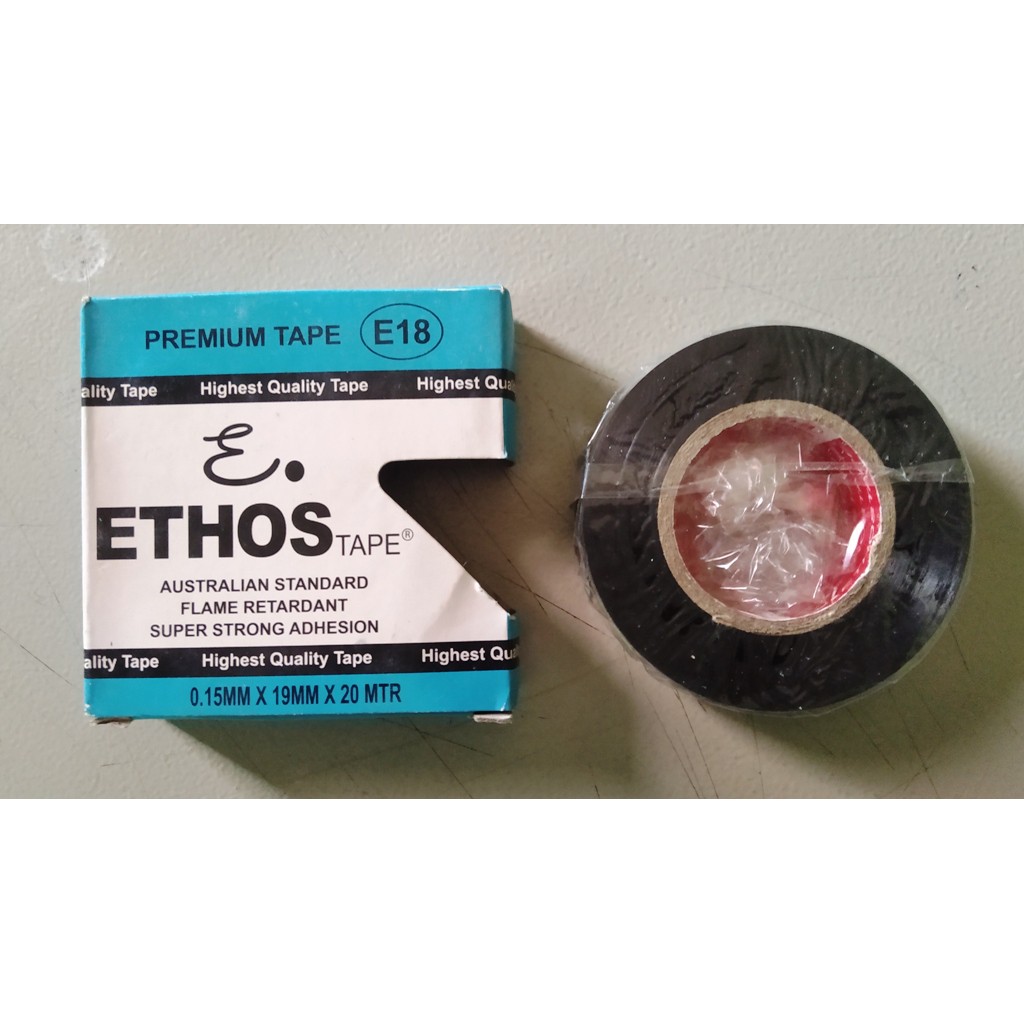 PREMIUM TAPE E18
ality Tape Highest Quality Tape Highest Qua
E.
ETHOS TAPE®
AUSTRALIAN STANDARD
FLAME RETARDANT
SUPER STRONG ADHESION
ality Tape Highest Quality Tape Highest Qu
0.15MM X 19MM X 20 MTR